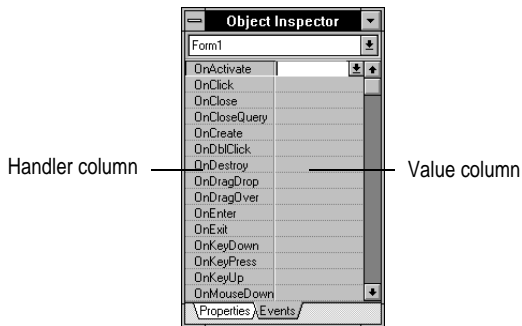 Object Inspector
Form1
OnActivate
OnClick
OnClose
OnCloseQuery
OnCreate
OnDblClick
Handler column
OnDestroy
Value column
OnDragDrop
OnDragOver
OnEnter
OnExit
OnKeyDown
OnKeyPress
OnKeyUp
OnMouseDown
Properties Events